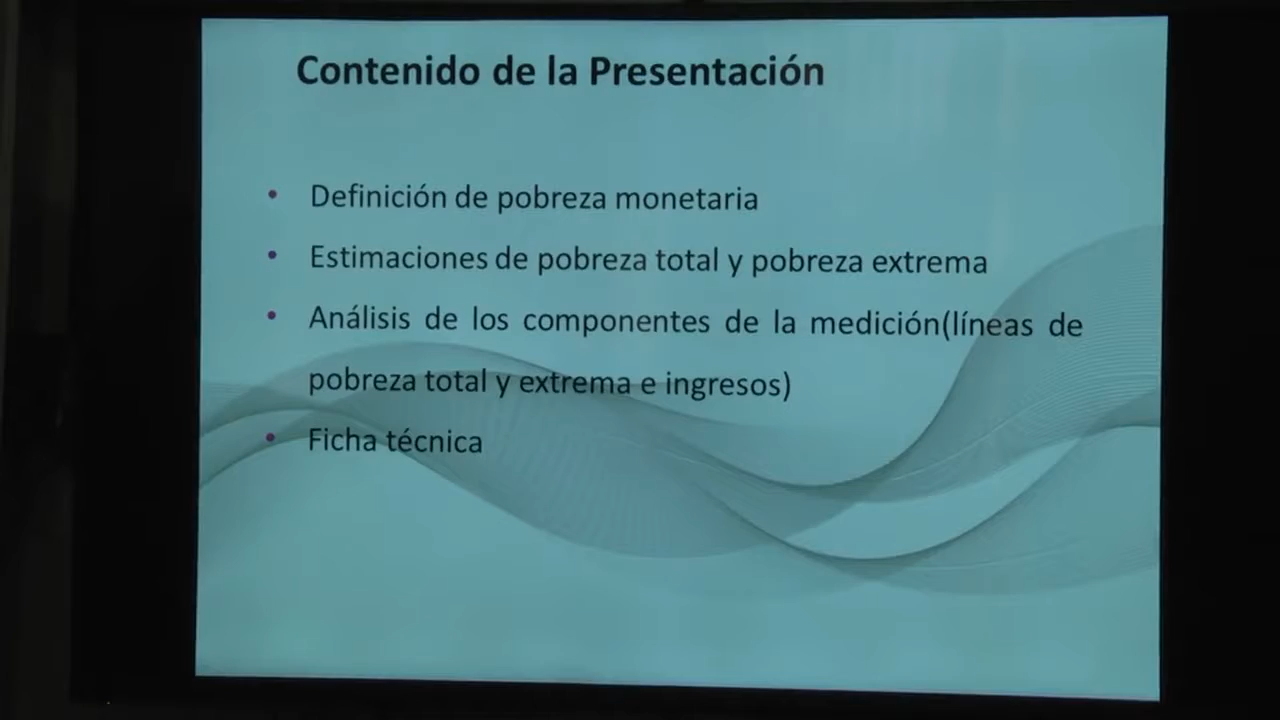 Contenido de la Presentación
• Definición de pobreza monetaria
• Estimaciones de pobreza total y pobreza extrema
• Análisis de los componentes de la medición(líneas de
pobreza total y extrema e ingresos)
• Ficha técnica